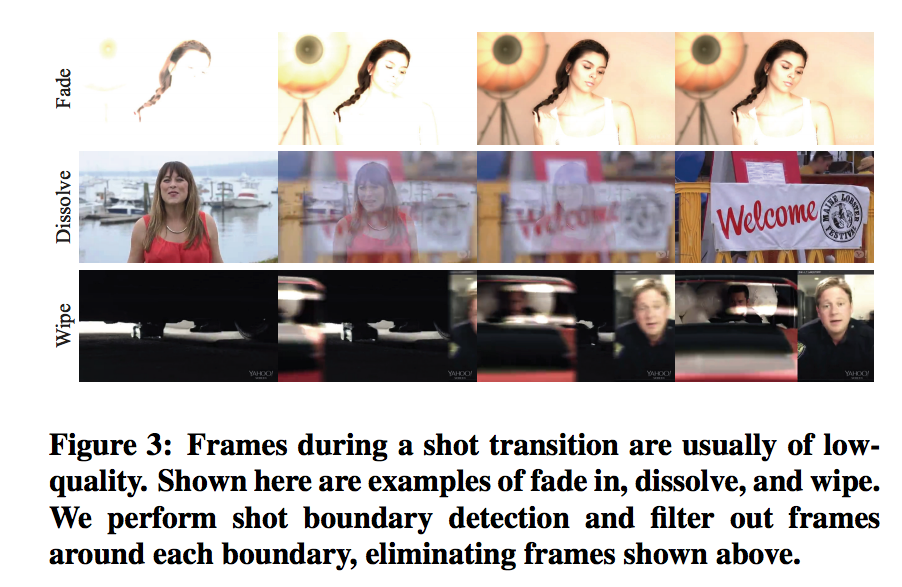 Fade
Dissolve
Welcome
MAINE LOBSTER
FESTIVAL
Wipe
YAHOO!
YAHOO!
YAHOO!
YAHOO!
Figure 3: Frames during a shot transition are usually of low-
quality. Shown here are examples of fade in, dissolve, and wipe.
We perform shot boundary detection and filter out frames
around each boundary, eliminating frames shown above.